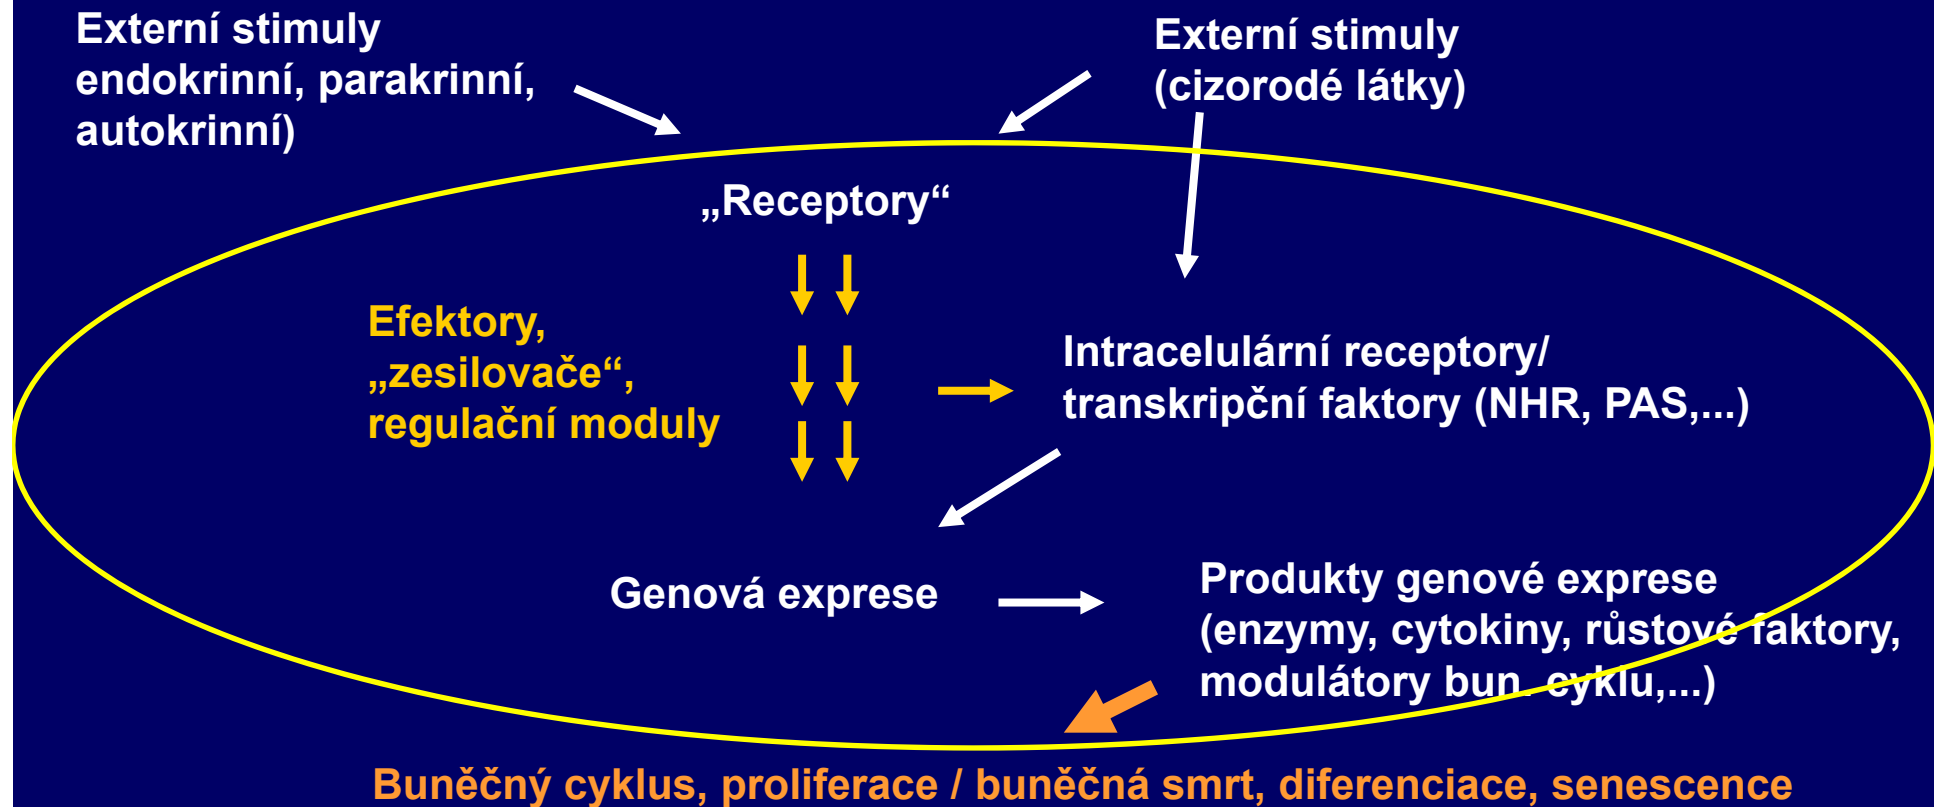 Externí stimuly
endokrinní, parakrinní,
autokrinní)
Externí stimuly
(cizorodé látky)
„Receptory“
Efektory,
„zesilovače“,
regulační moduly
Intracelulární receptory/
transkripční faktory (NHR, PAS,...)
Genová exprese
Produkty genové exprese
(enzymy, cytokiny, růstové faktory,
modulátory bun. cyklu,...)
Buněčný cyklus, proliferace / buněčná smrt, diferenciace, senescence